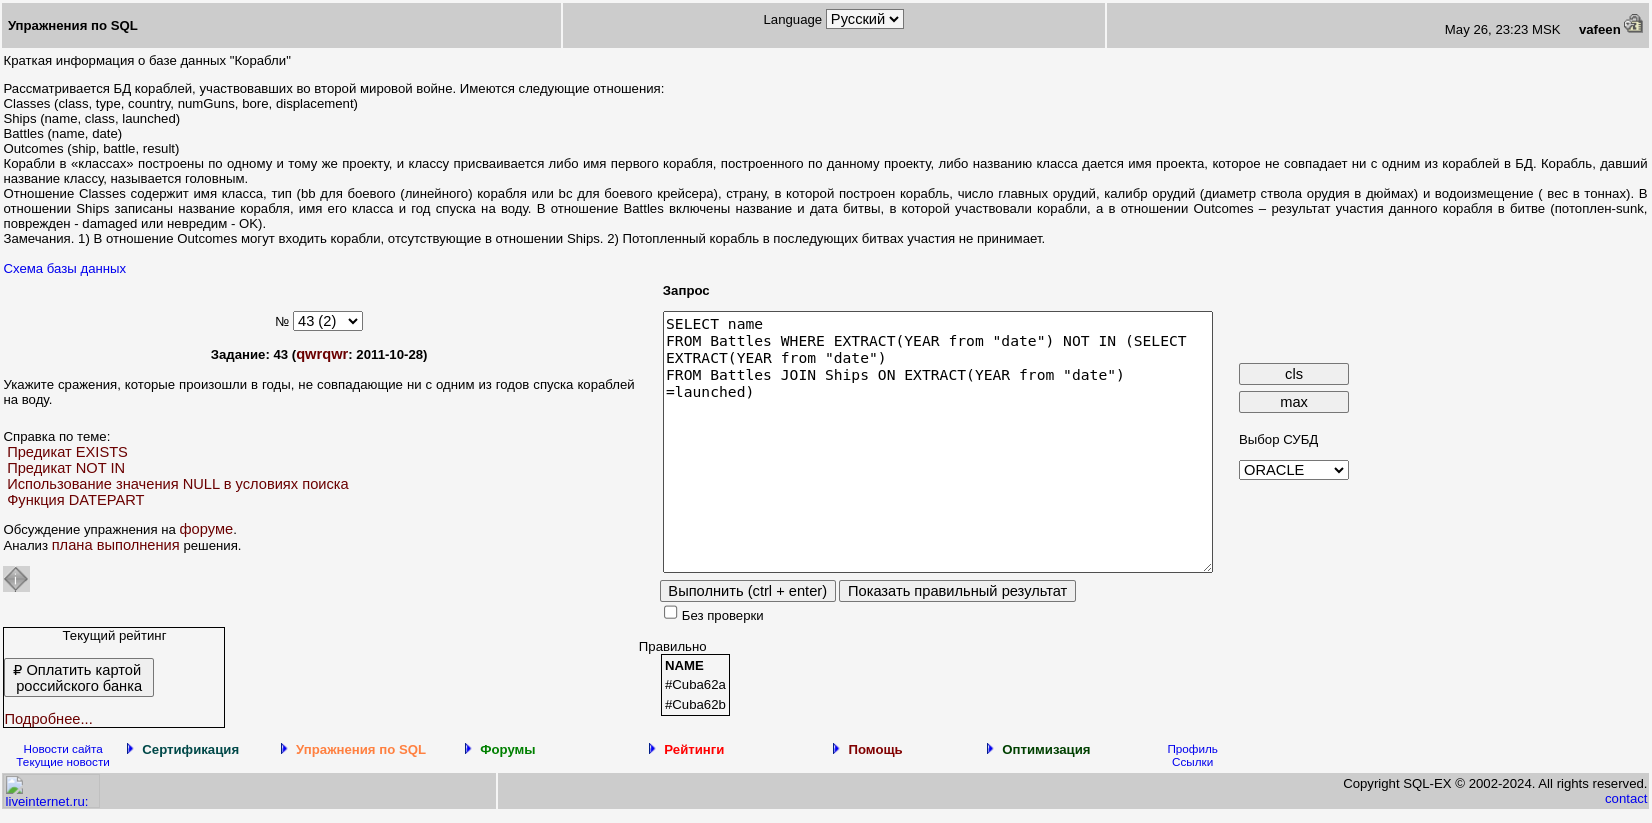 Упражнения по SQL
Language Русский
May 26, 23:23 MSK vafeen
Краткая информация о базе данных "Корабли"
Рассматривается БД кораблей, участвовавших во второй мировой войне. Имеются следующие отношения:
Classes (class, type, country, numGuns, bore, displacement)
Ships (name, class, launched)
Battles (name, date)
Outcomes (ship, battle, result)
Корабли в «классах» построены по одному и тому же проекту, и классу присваивается либо имя первого корабля, построенного по данному проекту, либо названию класса дается имя проекта, которое не совпадает ни с одним из кораблей в БД. Корабль, давший
название классу, называется головным.
Отношение Classes содержит имя класса, тип (bb для боевого (линейного) корабля или bc для боевого крейсера), страну, в которой построен корабль, число главных орудий, калибр орудий (диаметр ствола орудия в дюймах) и водоизмещение ( вес в тоннах). В
отношении Ships записаны название корабля, имя его класса и год спуска на воду. В отношение Battles включены название и дата битвы, в которой участвовали корабли, а в отношении Outcomes – результат участия данного корабля в битве (потоплен-sunk,
поврежден - damaged или невредим - OK).
Замечания. 1) В отношение Outcomes могут входить корабли, отсутствующие в отношении Ships. 2) Потопленный корабль в последующих битвах участия не принимает.
Схема базы данных
№ 43 (2)
Задание: 43 (qwrqwr: 2011-10-28)
Укажите сражения, которые произошли в годы, не совпадающие ни с одним из годов спуска кораблей
на воду.
Справка по теме:
Предикат EXISTS
Предикат NOT IN
Использование значения NULL в условиях поиска
Функция DATEPART
Обсуждение упражнения на форуме.
Анализ плана выполнения решения.
Запрос
SELECT name
FROM Battles WHERE EXTRACT(YEAR from "date") NOT IN (SELECT
EXTRACT(YEAR from "date")
FROM Battles JOIN Ships ON EXTRACT(YEAR from "date")
=launched)
cls
max
Выбор СУБД
ORACLE
Выполнить (ctrl + enter) Показать правильный результат
Без проверки
Текущий рейтинг
₽ Оплатить картой
российского банка
Подробнее...
Правильно
NAME
#Cuba62a
#Cuba62b
Новости сайта
Текущие новости
Сертификация
Упражнения по SQL
Форумы
Рейтинги
Помощь
Оптимизация
Профиль
Ссылки
liveinternet.ru:
Copyright SQL-EX © 2002-2024. All rights reserved.
contact